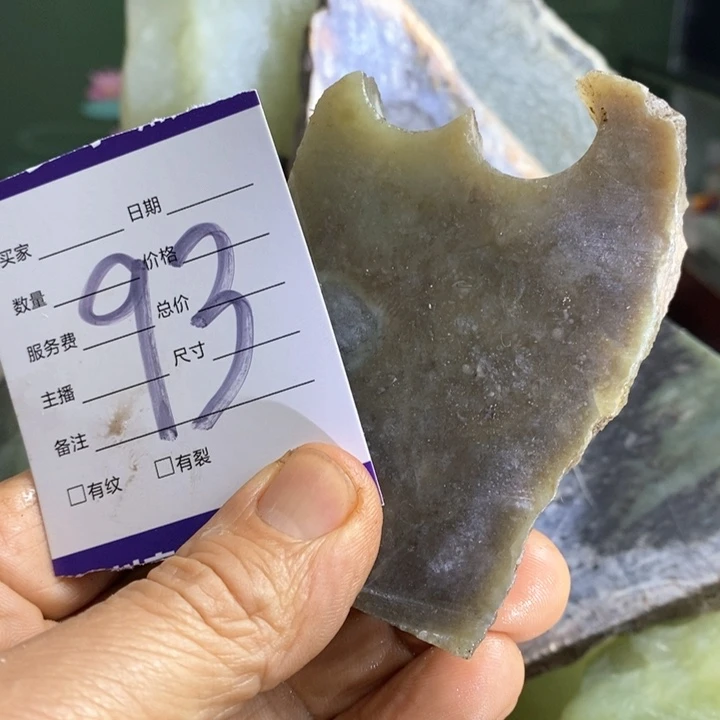 日期
买家
价格
93
数量
总价
服务费
尺寸
主播
备注
□有纹 □有裂